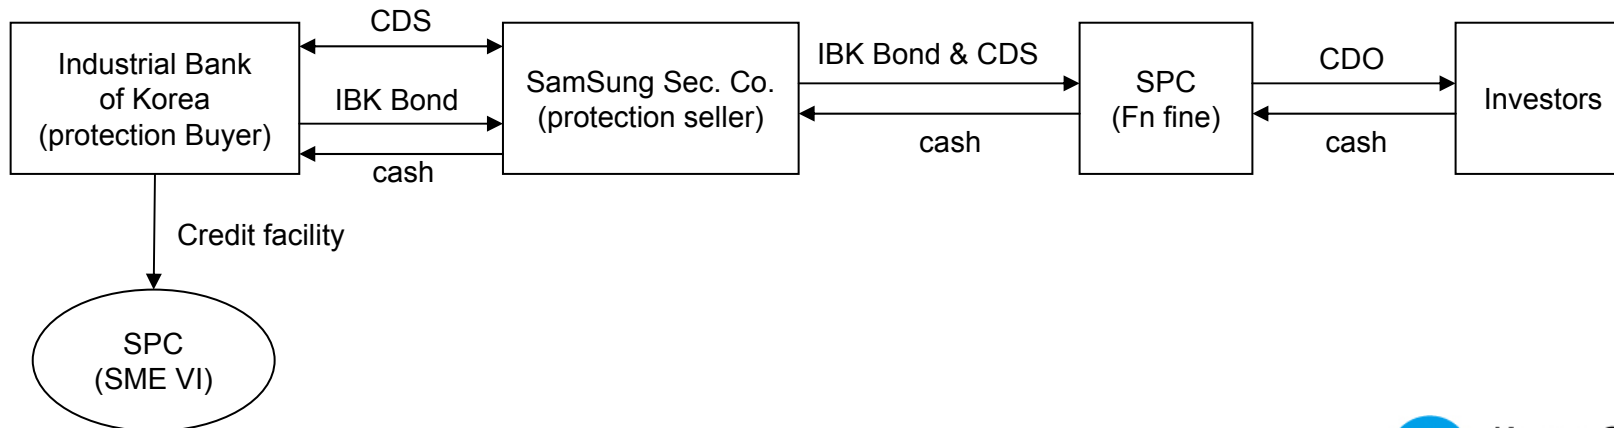 CDS
Industrial Bank
of Korea
(protection Buyer)
IBK Bond
cash
SamSung Sec. Co.
(protection seller)
IBK Bond & CDS
cash
SPC
(Fn fine)
CDO
cash
Investors
Credit facility
SPC
(SME VI)